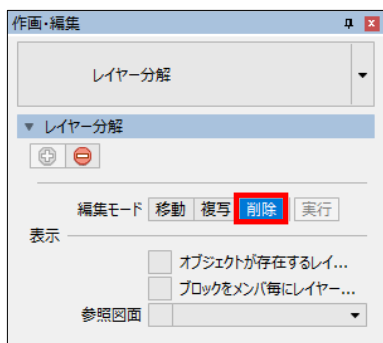 作画・編集
レイヤー分解
レイヤー分解
編集モード 移動 複写 削除 実行
表示
オブジェクトが存在するレイ...
ブロックをメンバ毎にレイヤー...
参照図面